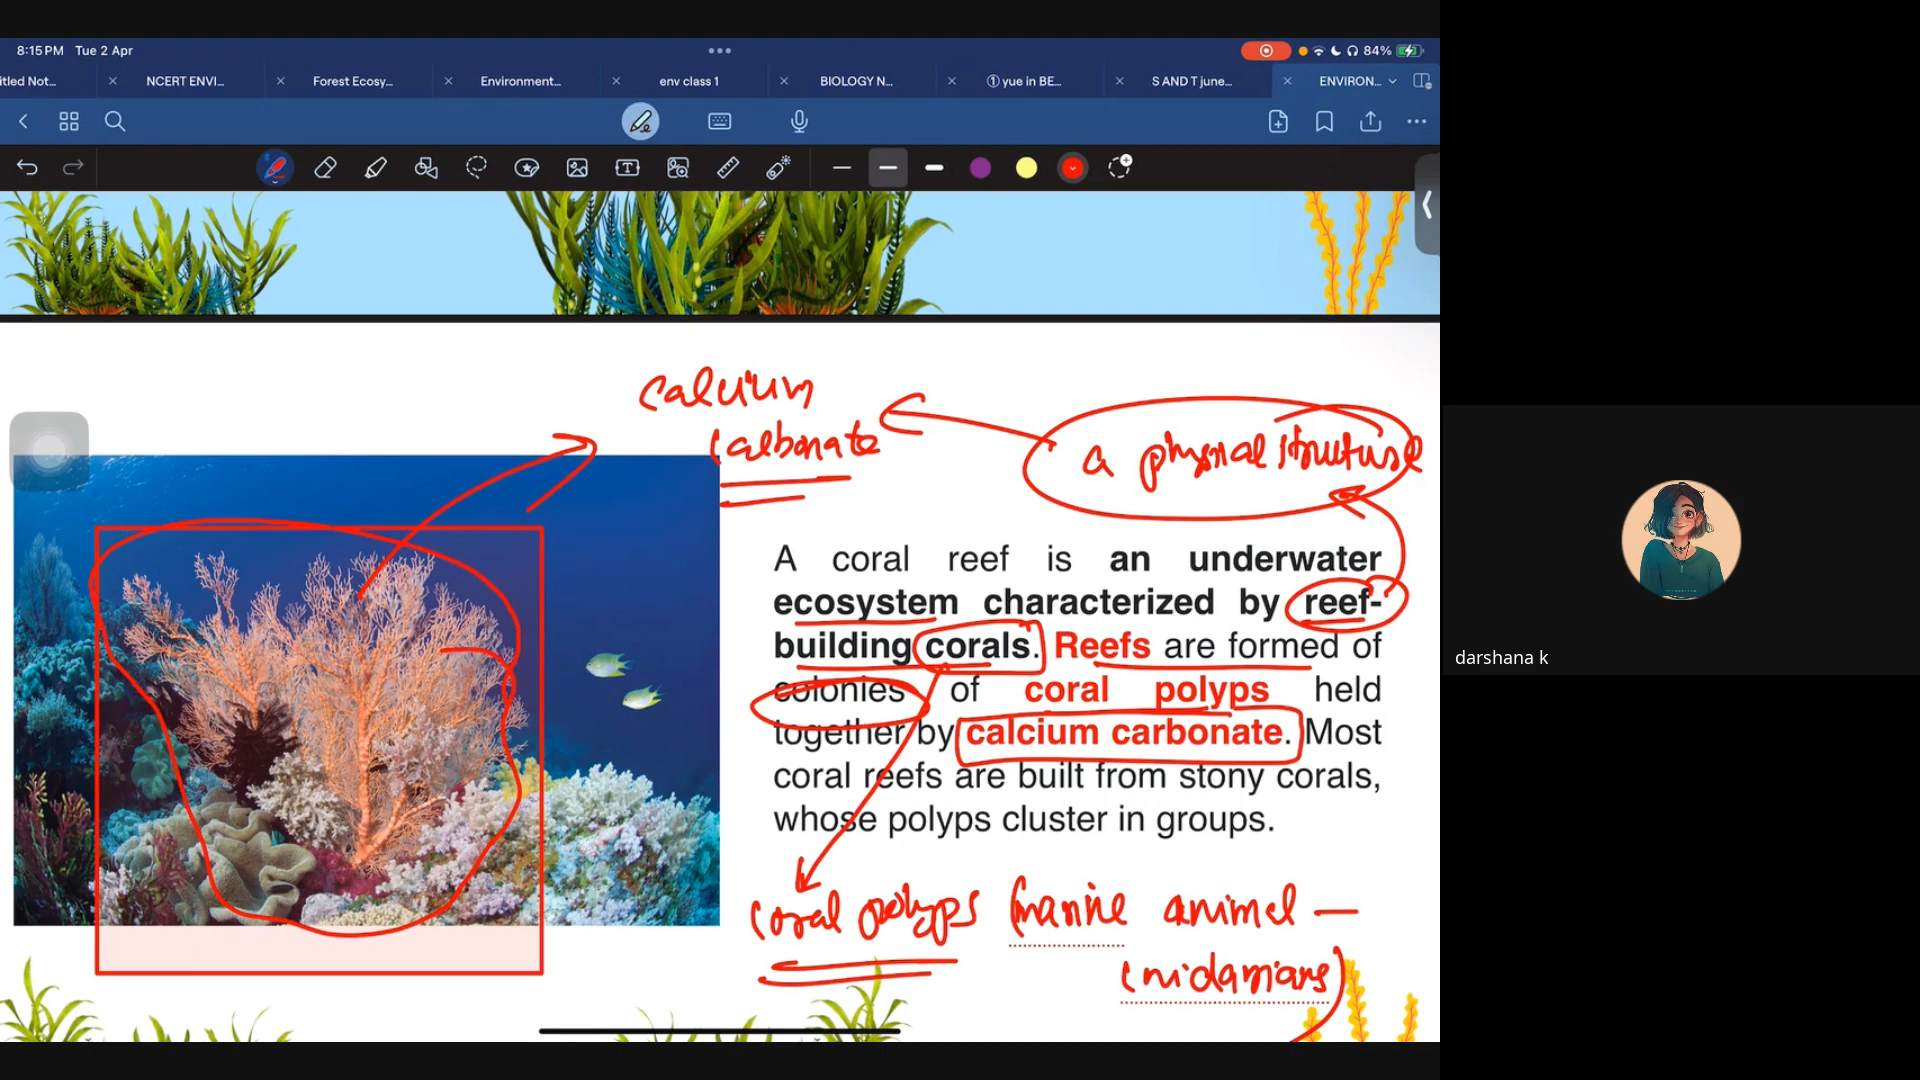 8:15 PM Tue 2 Apr
84%
itled Not...
NCERT ENVI...
Forest Ecosy...
Environment...
env class 1
BIOLOGY N...
① yue in BE...
S AND T june...
ENVIRON...
calcium
carbonate
a physical structure
A coral reef is an underwater
ecosystem characterized by reef-
building corals. Reefs are formed of
colonies of coral polyps held
together by calcium carbonate. Most
coral reefs are built from stony corals,
whose polyps cluster in groups.
coral polyps (marine animal —
cnidarians)
darshana k